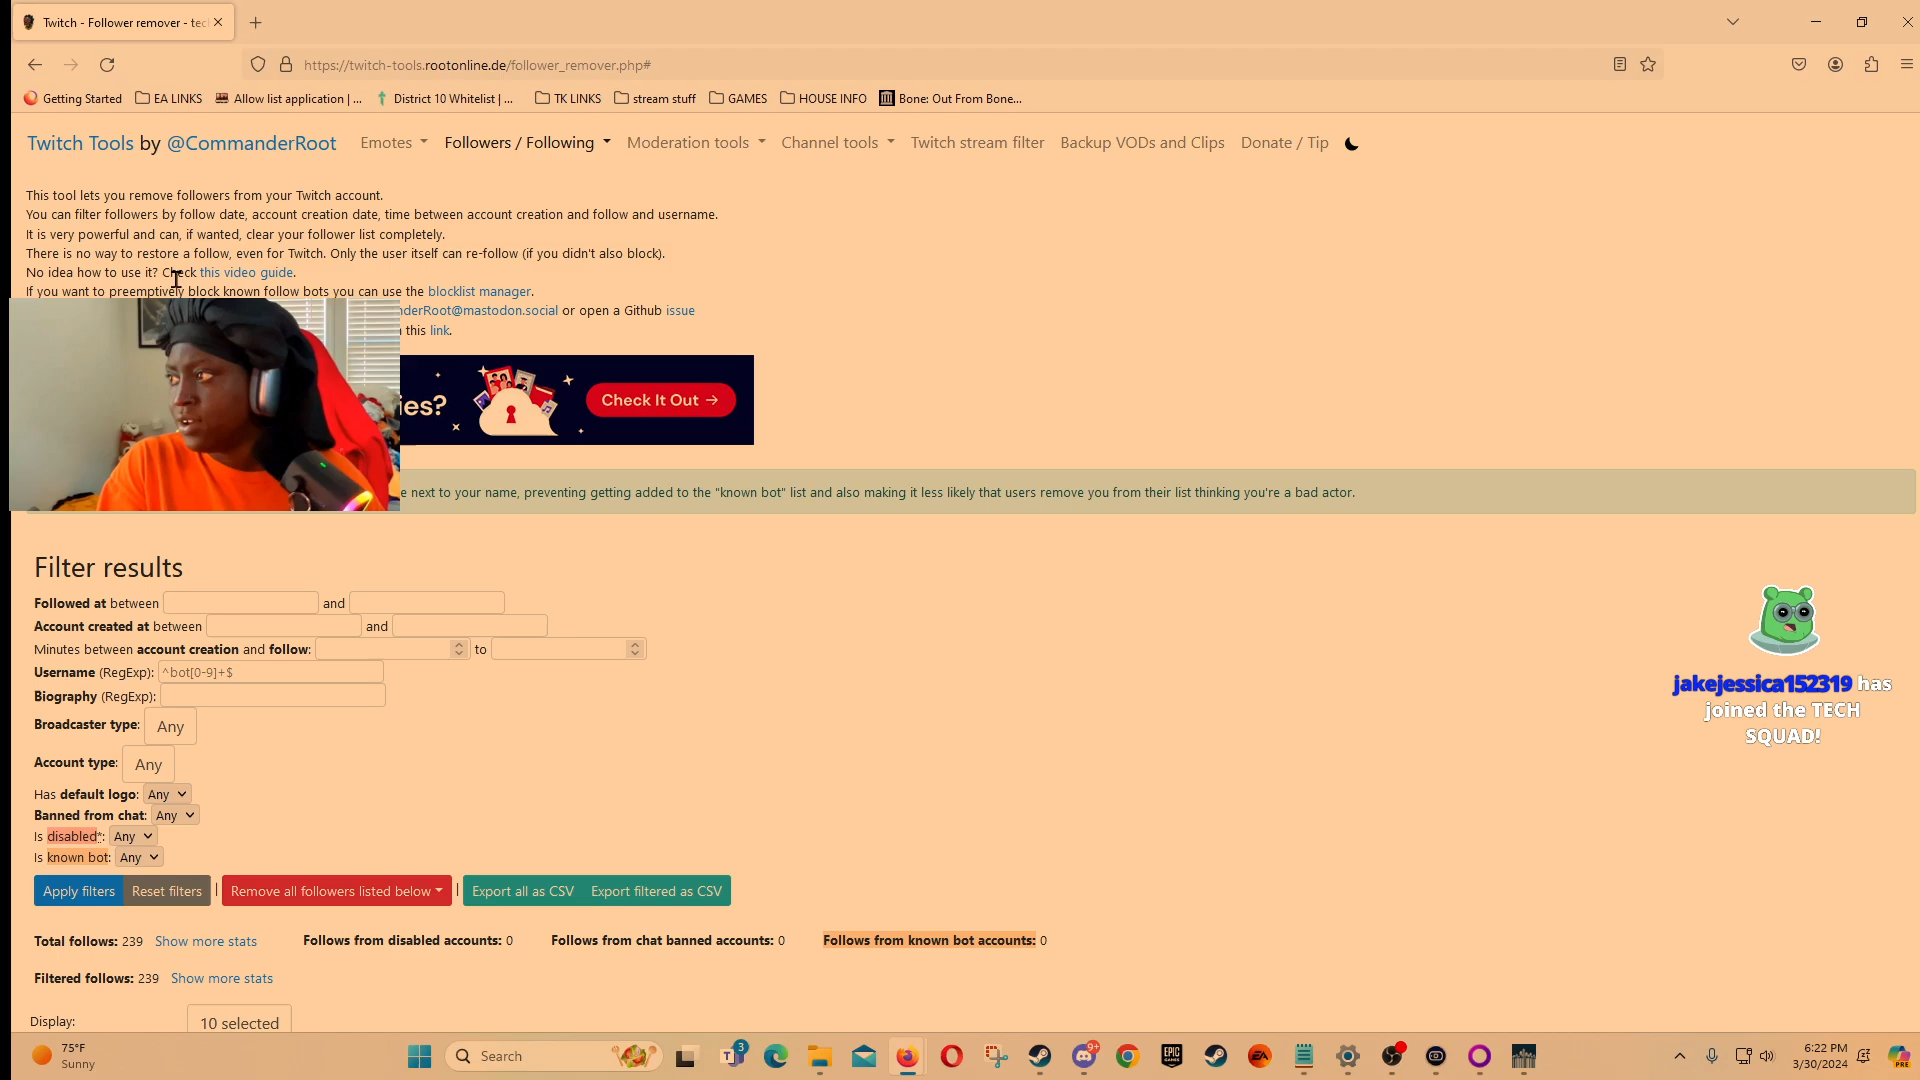 Twitch - Follower remover - tec
https://twitch-tools.rootonline.de/follower_remover.php#
Getting Started
EA LINKS
Allow list application | ...
District 10 Whitelist | ...
TK LINKS
stream stuff
GAMES
HOUSE INFO
Bone: Out From Bone...
Twitch Tools by @CommanderRoot
Emotes
Followers / Following
Moderation tools
Channel tools
Twitch stream filter
Backup VODs and Clips
Donate / Tip
This tool lets you remove followers from your Twitch account.
You can filter followers by follow date, account creation date, time between account creation and follow and username.
It is very powerful and can, if wanted, clear your follower list completely.
There is no way to restore a follow, even for Twitch. Only the user itself can re-follow (if you didn't also block).
No idea how to use it? Check this video guide.
If you want to preemptively block known follow bots you can use the blocklist manager.
nderRoot@mastodon.social or open a Github issue
this link.
ies?
Check It Out →
e next to your name, preventing getting added to the "known bot" list and also making it less likely that users remove you from their list thinking you're a bad actor.
Filter results
Followed at between and
Account created at between and
Minutes between account creation and follow: to
Username (RegExp): ^bot[0-9]+$
Biography (RegExp):
Broadcaster type: Any
Account type: Any
Has default logo: Any
Banned from chat: Any
Is disabled*: Any
Is known bot: Any
Apply filters Reset filters | Remove all followers listed below | Export all as CSV Export filtered as CSV
Total follows: 239 Show more stats Follows from disabled accounts: 0 Follows from chat banned accounts: 0 Follows from known bot accounts: 0
Filtered follows: 239 Show more stats
Display: 10 selected
jakejessica152319 has
joined the TECH
SQUAD!
75°F
Sunny
Search
3
EPIC
GAMES
9+
EA
6:22 PM
3/30/2024
PRE